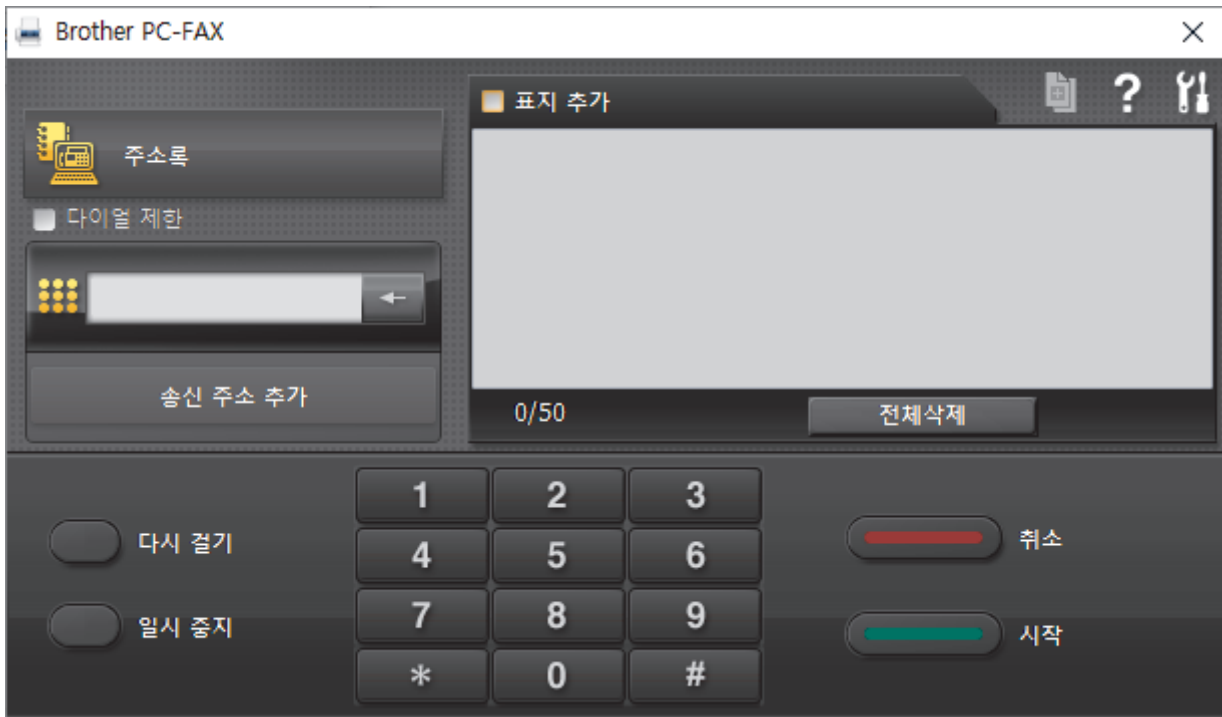 Brother PC-FAX
표지 추가
?
주소록
다이얼 제한
송신 주소 추가
0/50
전체삭제
1 2 3
다시 걸기
취소
4 5 6
7 8 9
일시 중지
시작
* 0 #